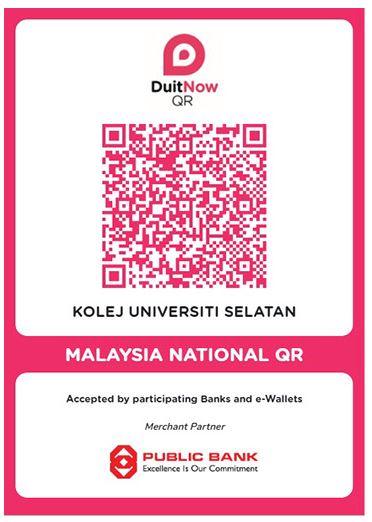 DuitNow
QR
KOLEJ UNIVERSITI SELATAN
MALAYSIA NATIONAL QR
Accepted by participating Banks and e-Wallets
Merchant Partner
PUBLIC BANK
Excellence Is Our Commitment